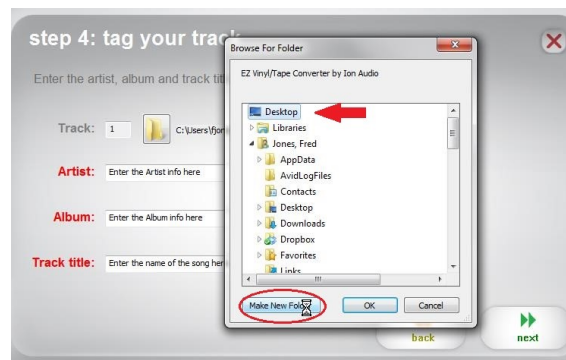 step 4: tag your trac
Enter the artist, album and track tit
Track: 1 C:\Users\fjon
Artist: Enter the Artist info here
Album: Enter the Album info here
Track title: Enter the name of the song her
Browse For Folder
EZ Vinyl/Tape Converter by Ion Audio
Desktop
Libraries
Jones, Fred
AppData
AvidLogFiles
Contacts
Desktop
Downloads
Dropbox
Favorites
Links
Make New Fol
OK
Cancel
back
next